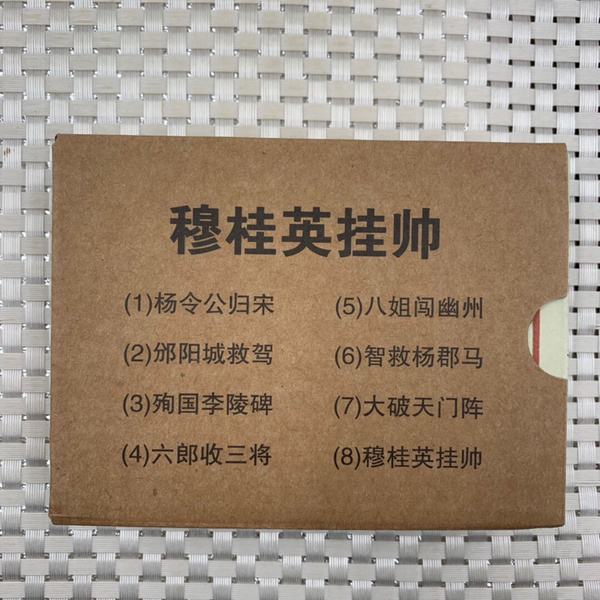 穆桂英挂帅
(1)杨令公归宋
(2)邠阳城救驾
(3)殉国李陵碑
(4)六郎收三将
(5)八姐闯幽州
(6)智救杨郡马
(7)大破天门阵
(8)穆桂英挂帅